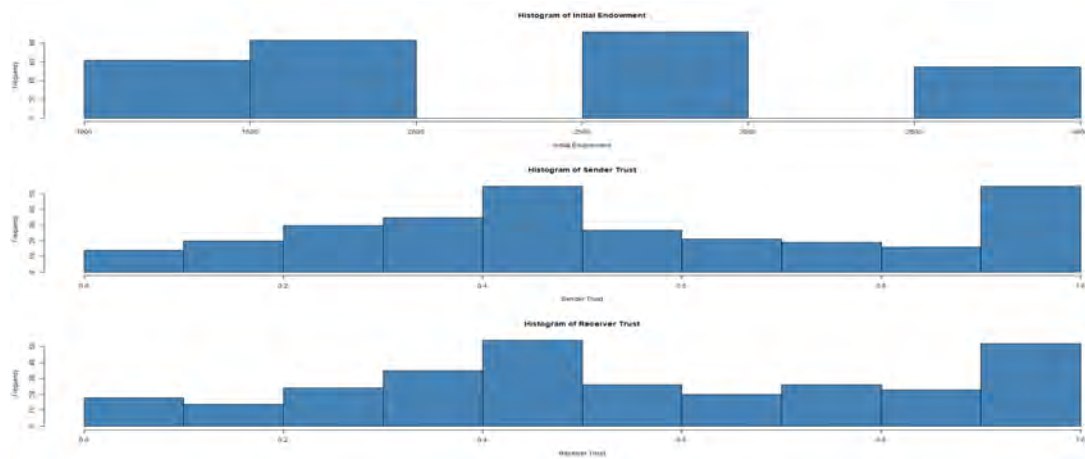 Histogram of Initial Endowment
Frequency
1000 1500 2000 2500 3000 3500 4000
Initial Endowment
Histogram of Sender Trust
Frequency
0.0 0.2 0.4 0.6 0.8 1.0
Sender Trust
Histogram of Receiver Trust
Frequency
0.0 0.2 0.4 0.6 0.8 1.0
Receiver Trust